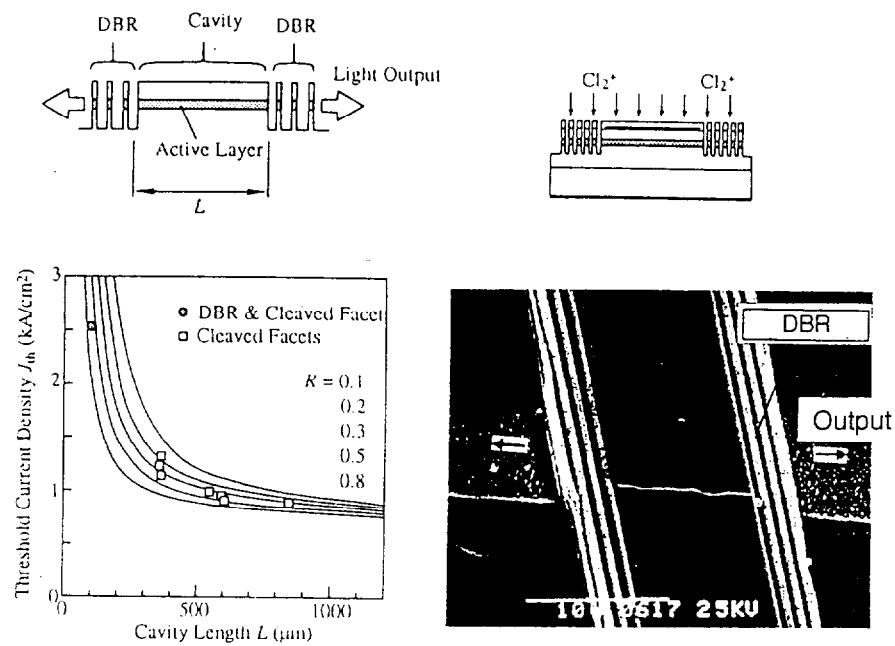 DBR Cavity DBR
Light Output
Active Layer
L
Cl₂⁺ Cl₂⁺
Threshold Current Density Jth (kA/cm²)
3
2
1
0
DBR & Cleaved Facet
Cleaved Facets
R = 0.1
0.2
0.3
0.5
0.8
0 500 1000
Cavity Length L (μm)
DBR
Output
0617 25KV